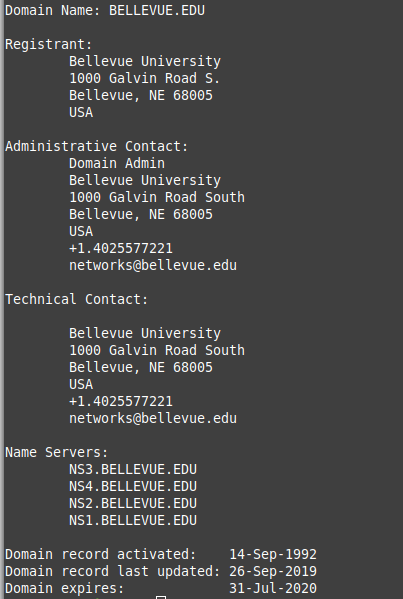 Domain Name: BELLEVUE.EDU
Registrant:
Bellevue University
1000 Galvin Road S.
Bellevue, NE 68005
USA
Administrative Contact:
Domain Admin
Bellevue University
1000 Galvin Road South
Bellevue, NE 68005
USA
+1.4025577221
networks@bellevue.edu
Technical Contact:
Bellevue University
1000 Galvin Road South
Bellevue, NE 68005
USA
+1.4025577221
networks@bellevue.edu
Name Servers:
NS3.BELLEVUE.EDU
NS4.BELLEVUE.EDU
NS2.BELLEVUE.EDU
NS1.BELLEVUE.EDU
Domain record activated: 14-Sep-1992
Domain record last updated: 26-Sep-2019
Domain expires: 31-Jul-2020